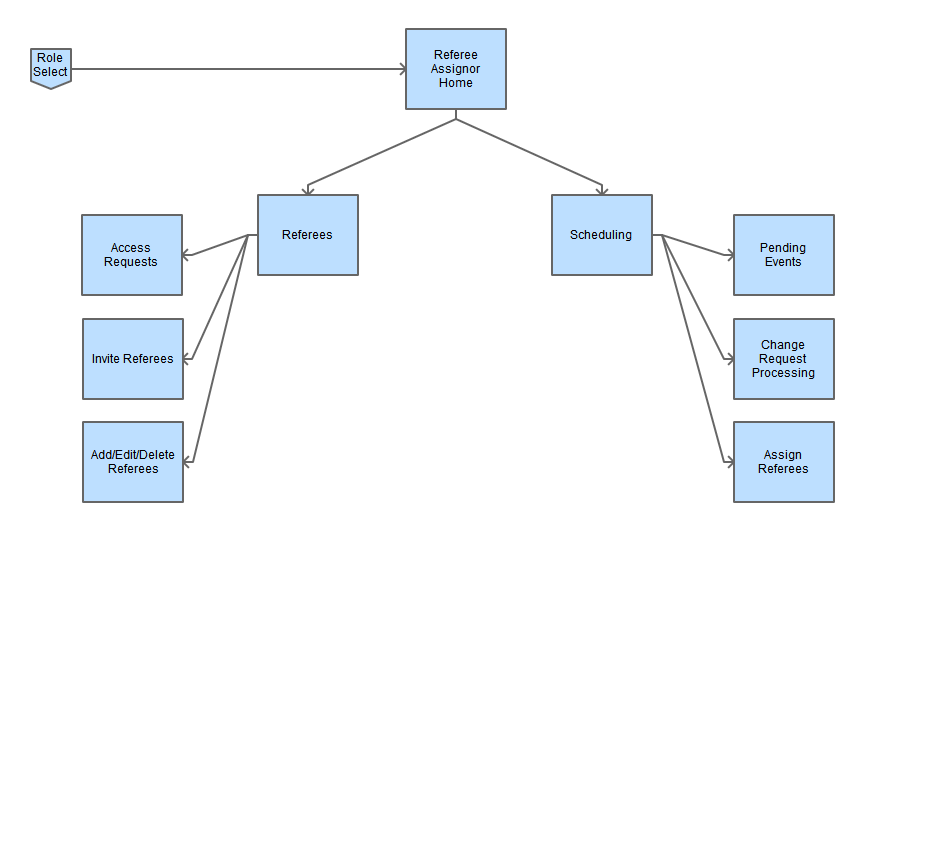 Role
Select
Referee
Assignor
Home
Referees
Scheduling
Access
Requests
Pending
Events
Invite Referees
Change
Request
Processing
Add/Edit/Delete
Referees
Assign
Referees